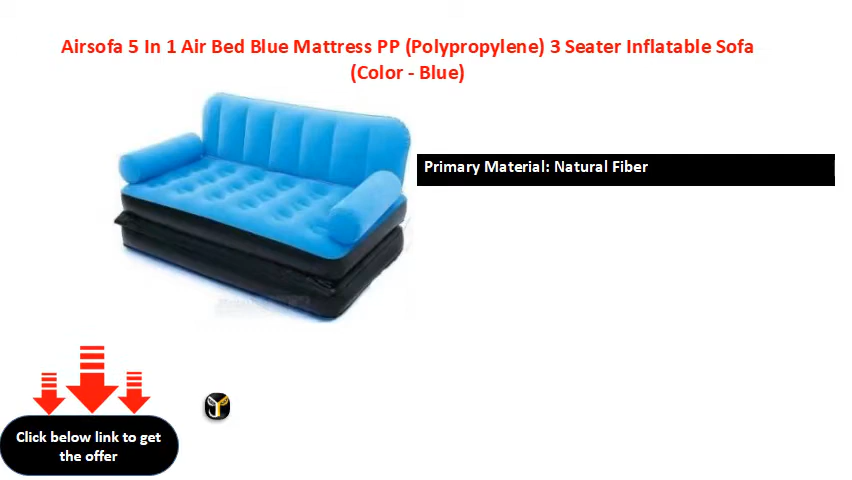 Airsofa 5 In 1 Air Bed Blue Mattress PP (Polypropylene) 3 Seater Inflatable Sofa
(Color - Blue)
Primary Material: Natural Fiber
Click below link to get
the offer